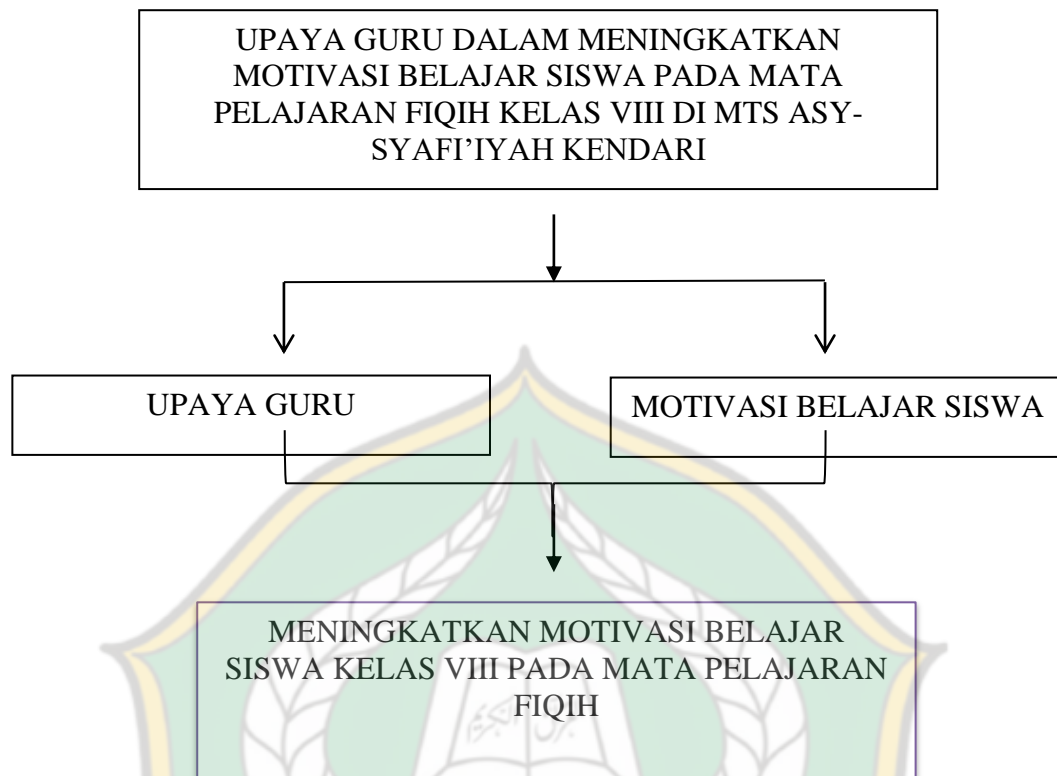 UPAYA GURU DALAM MENINGKATKAN
MOTIVASI BELAJAR SISWA PADA MATA
PELAJARAN FIQIH KELAS VIII DI MTS ASY-
SYAFI’IYAH KENDARI
UPAYA GURU
MOTIVASI BELAJAR SISWA
MENINGKATKAN MOTIVASI BELAJAR
SISWA KELAS VIII PADA MATA PELAJARAN
FIQIH